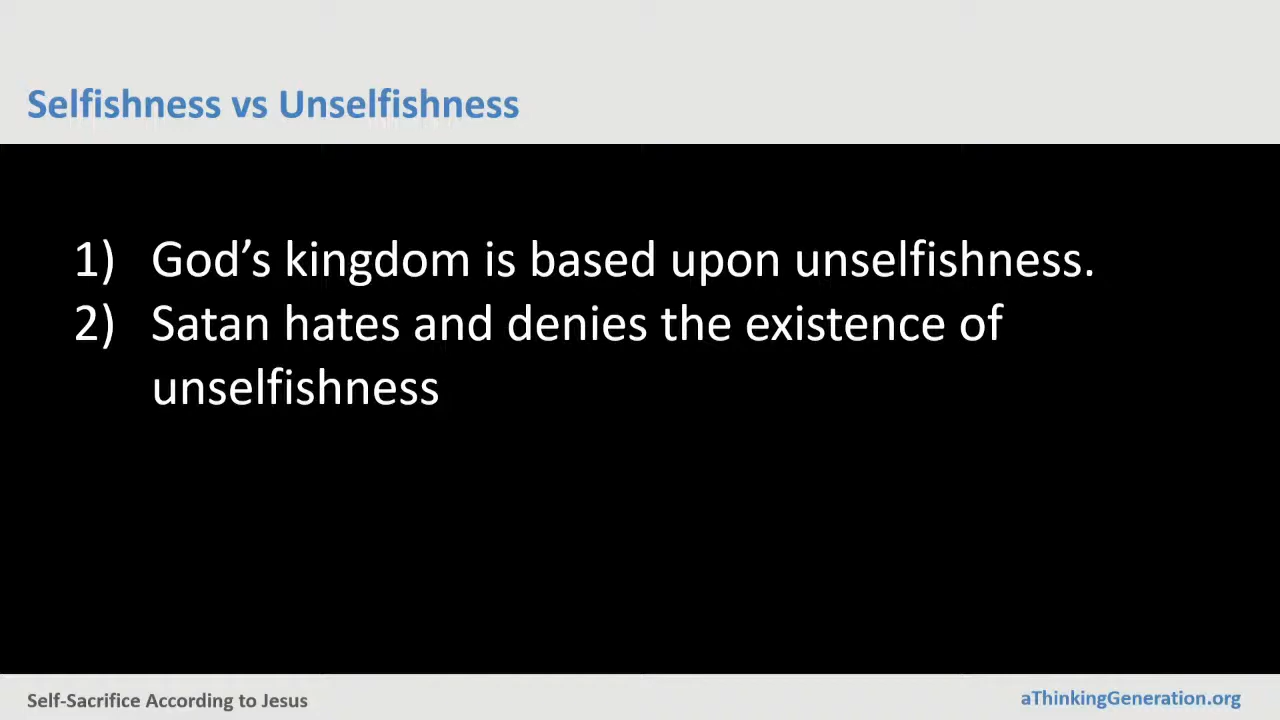 Selfishness vs Unselfishness
1) God’s kingdom is based upon unselfishness.
2) Satan hates and denies the existence of
unselfishness
Self-Sacrifice According to Jesus
aThinkingGeneration.org